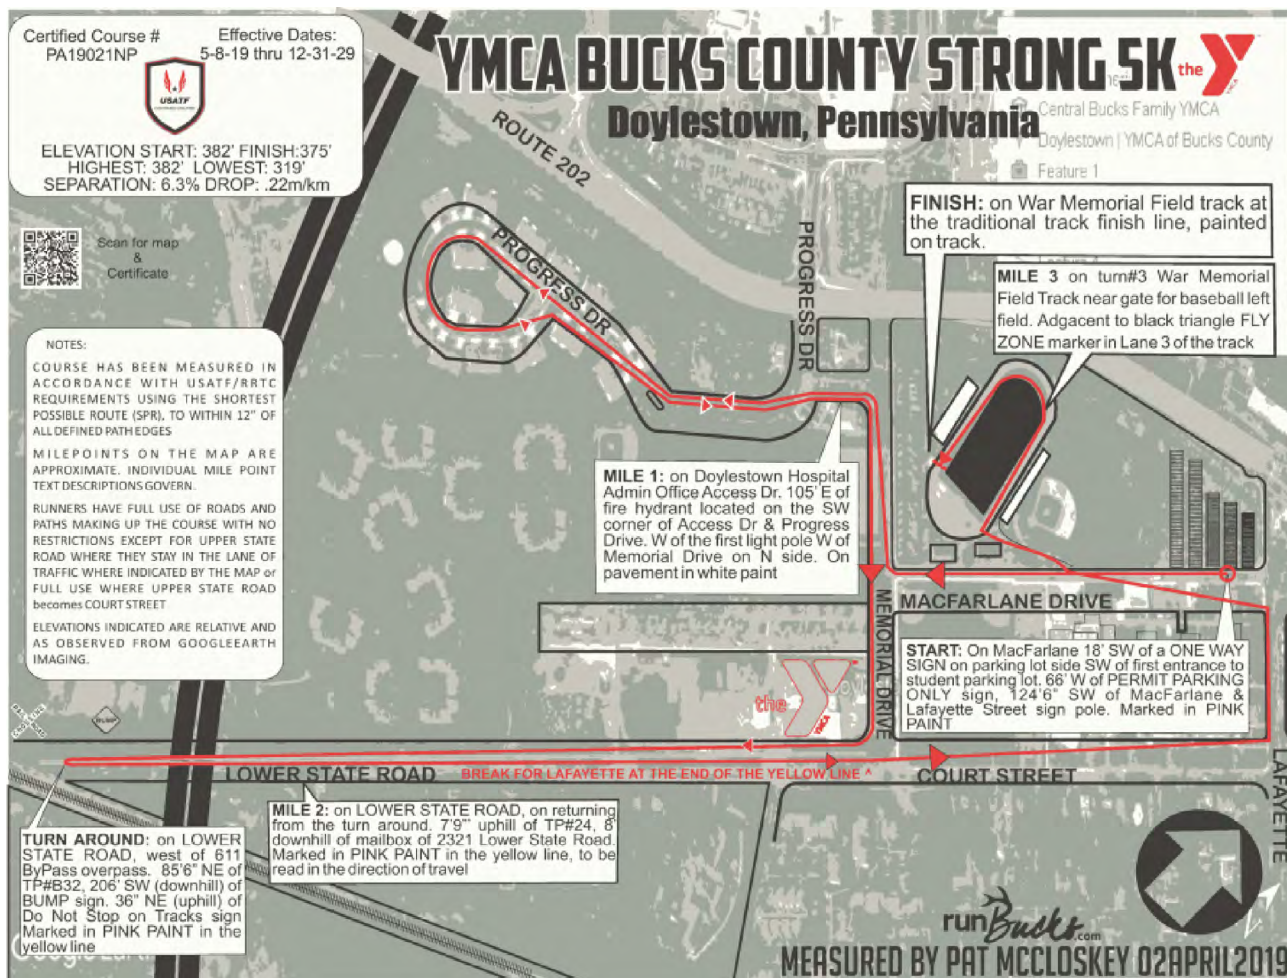 Certified Course #
PA19021NP
Effective Dates:
5-8-19 thru 12-31-29
USATF
ELEVATION START: 382' FINISH:375'
HIGHEST: 382' LOWEST: 319'
SEPARATION: 6.3% DROP: .22m/km
Scan for map
&
Certificate
YMCA BUCKS COUNTY STRONG 5K
the
Doylestown, Pennsylvania
Central Bucks Family YMCA
Doylestown | YMCA of Bucks County
Feature 1
ROUTE 202
PROGRESS DR
PROGRESS DR
FINISH: on War Memorial Field track at
the traditional track finish line, painted
on track.
MILE 3 on turn#3 War Memorial
Field Track near gate for baseball left
field. Adgacent to black triangle FLY
ZONE marker in Lane 3 of the track
NOTES:
COURSE HAS BEEN MEASURED IN
ACCORDANCE WITH USATF/RRTC
REQUIREMENTS USING THE SHORTEST
POSSIBLE ROUTE (SPR), TO WITHIN 12" OF
ALL DEFINED PATH EDGES
MILEPOINTS ON THE MAP ARE
APPROXIMATE. INDIVIDUAL MILE POINT
TEXT DESCRIPTIONS GOVERN.
RUNNERS HAVE FULL USE OF ROADS AND
PATHS MAKING UP THE COURSE WITH NO
RESTRICTIONS EXCEPT FOR UPPER STATE
ROAD WHERE THEY STAY IN THE LANE OF
TRAFFIC WHERE INDICATED BY THE MAP or
FULL USE WHERE UPPER STATE ROAD
becomes COURT STREET
ELEVATIONS INDICATED ARE RELATIVE AND
AS OBSERVED FROM GOOGLEEARTH
IMAGING.
MILE 1: on Doylestown Hospital
Admin Office Access Dr. 105' E of
fire hydrant located on the SW
corner of Access Dr & Progress
Drive. W of the first light pole W of
Memorial Drive on N side. On
pavement in white paint
MACFARLANE DRIVE
MEMORIAL DRIVE
START: On MacFarlane 18' SW of a ONE WAY
SIGN on parking lot side SW of first entrance to
student parking lot. 66' W of PERMIT PARKING
ONLY sign, 124'6" SW of MacFarlane &
Lafayette Street sign pole. Marked in PINK
PAINT
the
YMCA
BUMP
LOWER STATE ROAD
BREAK FOR LAFAYETTE AT THE END OF THE YELLOW LINE ^
COURT STREET
LAFAYETTE
MILE 2: on LOWER STATE ROAD, on returning
from the turn around. 7'9"' uphill of TP#24, 8'
downhill of mailbox of 2321 Lower State Road.
Marked in PINK PAINT in the yellow line, to be
read in the direction of travel
TURN AROUND: on LOWER
STATE ROAD, west of 611
ByPass overpass. 85'6" NE of
TP#B32, 206' SW (downhill) of
BUMP sign. 36" NE (uphill) of
Do Not Stop on Tracks sign
Marked in PINK PAINT in the
yellow line
runBucks.com
MEASURED BY PAT MCCLOSKEY 02APRIL2019